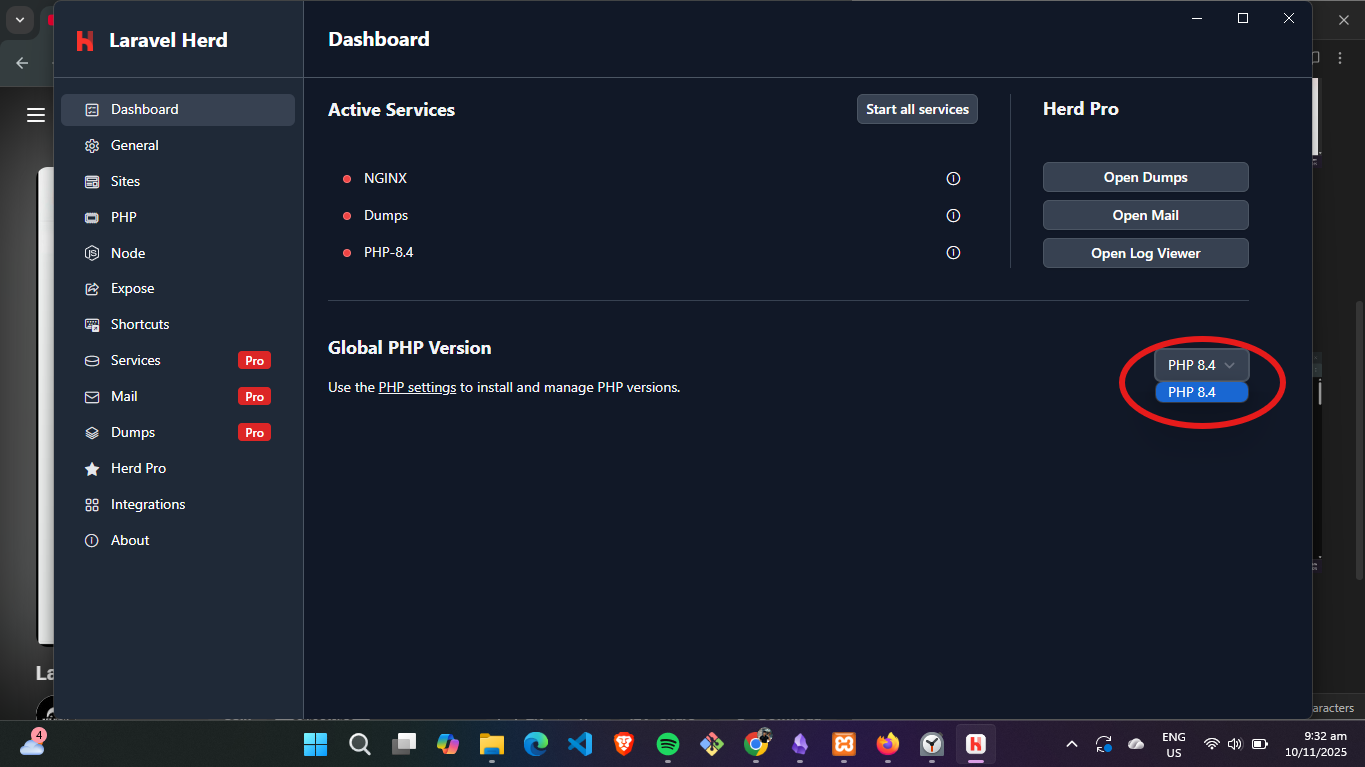 Laravel Herd
Dashboard
Dashboard
General
Sites
PHP
Node
Expose
Shortcuts
Services Pro
Mail Pro
Dumps Pro
Herd Pro
Integrations
About
Active Services
Start all services
NGINX
Dumps
PHP-8.4
Herd Pro
Open Dumps
Open Mail
Open Log Viewer
Global PHP Version
Use the PHP settings to install and manage PHP versions.
PHP 8.4
PHP 8.4
La
aracters
4
ENG
US
9:32 am
10/11/2025